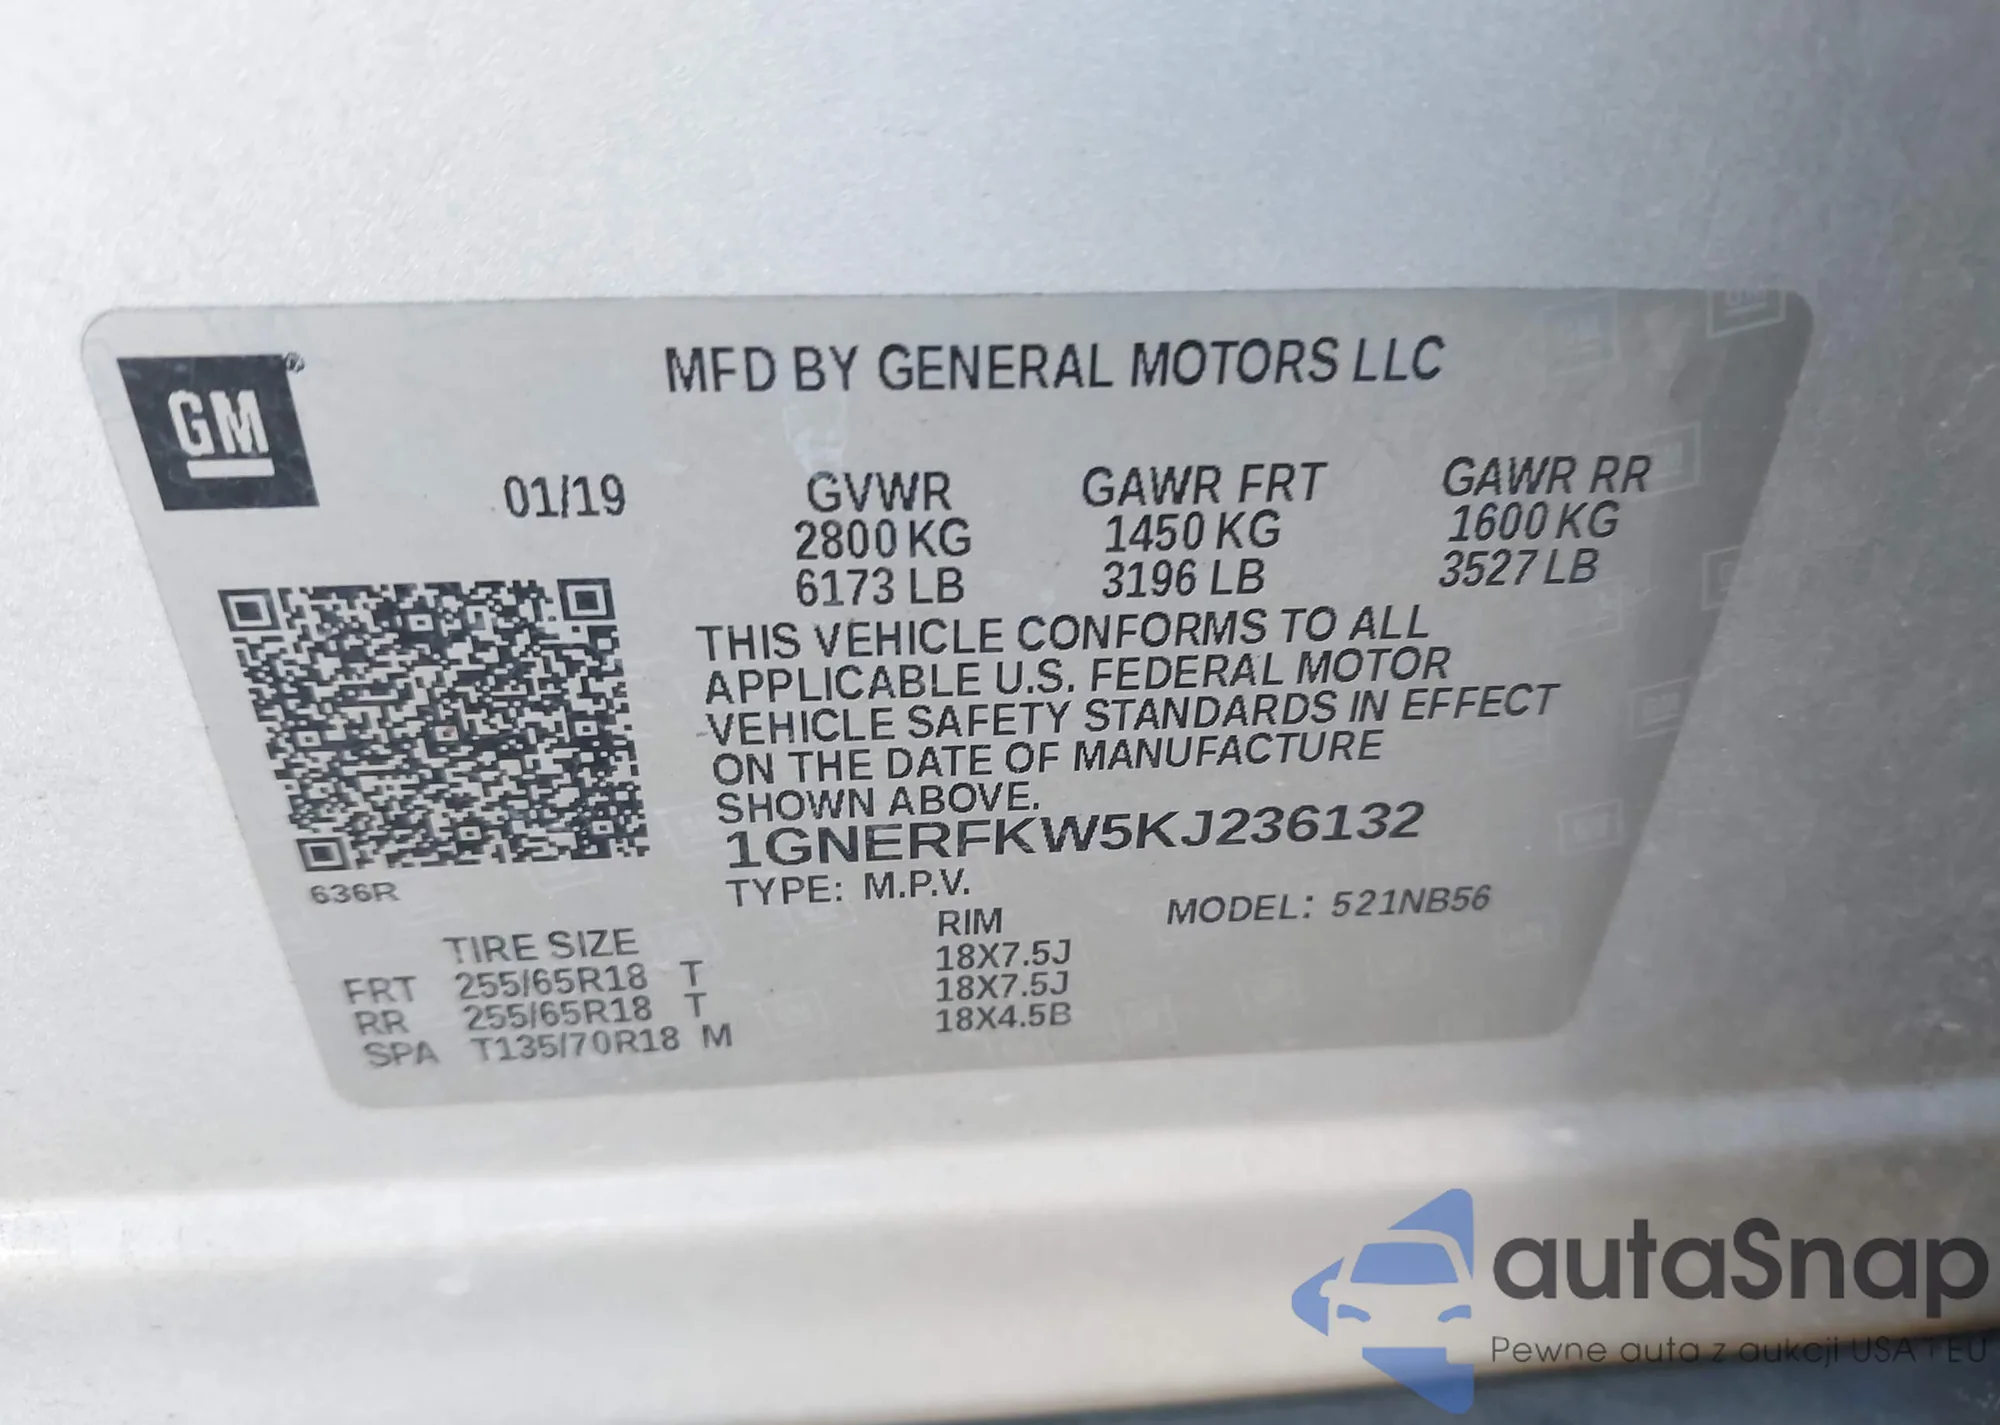 GM
®
MFD BY GENERAL MOTORS LLC
01/19 GVWR GAWR FRT GAWR RR
2800 KG 1450 KG 1600 KG
6173 LB 3196 LB 3527 LB
THIS VEHICLE CONFORMS TO ALL
APPLICABLE U.S. FEDERAL MOTOR
VEHICLE SAFETY STANDARDS IN EFFECT
ON THE DATE OF MANUFACTURE
SHOWN ABOVE.
1GNERFKW5KJ236132
636R
TYPE: M.P.V. MODEL: 521NB56
TIRE SIZE RIM
FRT 255/65R18 T 18X7.5J
RR 255/65R18 T 18X7.5J
SPA T135/70R18 M 18X4.5B
autaSnap
Pewne auta z aukcji USA i EU